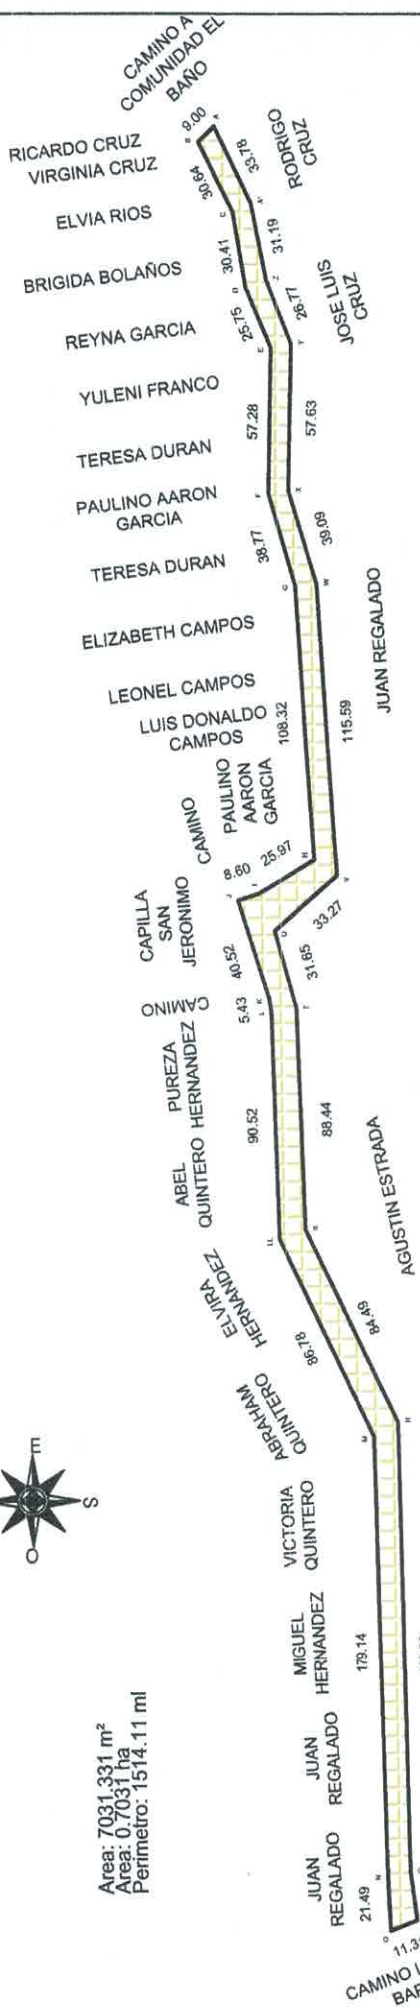 CAMINO A
COMUNIDAD EL
BAÑO
9.00
RICARDO CRUZ
VIRGINIA CRUZ
30.64
33.78
RODRIGO
CRUZ
ELVIA RIOS
30.41
31.19
BRIGIDA BOLAÑOS
25.75
26.77
JOSE LUIS
CRUZ
REYNA GARCIA
YULENI FRANCO
57.28
57.63
TERESA DURAN
PAULINO AARON
GARCIA
38.77
39.09
TERESA DURAN
ELIZABETH CAMPOS
LEONEL CAMPOS
LUIS DONALDO
CAMPOS
108.32
115.59
JUAN REGALADO
PAULINO
AARON
GARCIA
25.97
CAMINO
8.60
33.27
CAPILLA
SAN
JERONIMO
40.52
31.65
CAMINO
5.43
PUREZA
HERNANDEZ
ABEL
QUINTERO
90.52
88.44
AGUSTIN ESTRADA
ELVIRA
HERNANDEZ
86.78
84.49
ABRAHAM
QUINTERO
VICTORIA
QUINTERO
MIGUEL
HERNANDEZ
179.14
JUAN
REGALADO
JUAN
REGALADO
21.49
11.3
CAMINO
E
S
O
Area: 7031.331 m²
Area: 0.7031 ha
Perimetro: 1514.11 ml